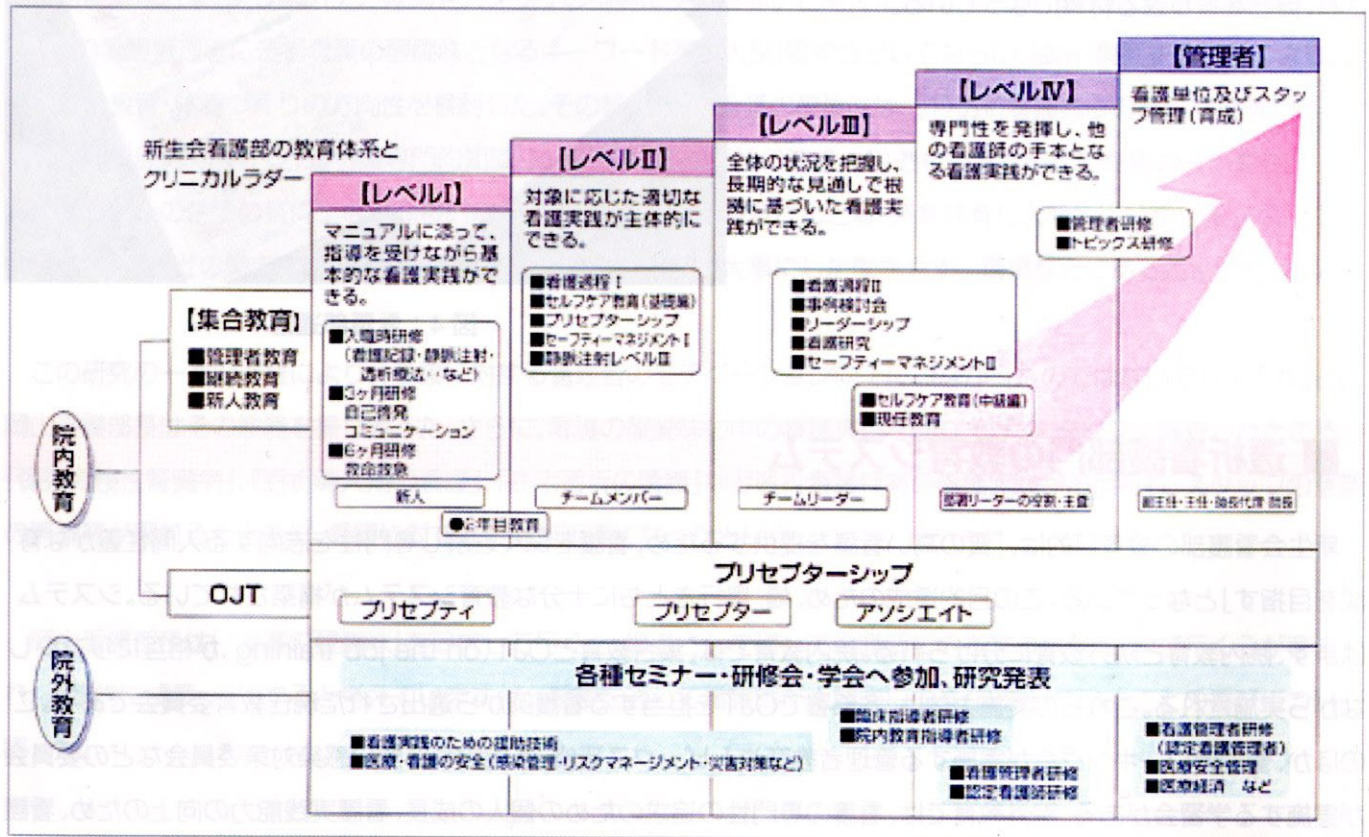 新生会看護部の教育体系と
クリニカルラダー
【レベルⅠ】
マニュアルに添って、
指導を受けながら基
本的な看護実践がで
きる。
■入職時研修
(看護記録・静脈注射・
透析療法・・など)
■3ヶ月研修
自己啓発
コミュニケーション
■6ヶ月研修
救命救急
新人
●2年目教育
【レベルⅡ】
対象に応じた適切な
看護実践が主体的に
できる。
■看護過程Ⅰ
■セルフケア教育(基礎編)
■プリセプターシップ
■セーフティーマネジメントⅠ
■静脈注射レベルⅡ
チームメンバー
【レベルⅢ】
全体の状況を把握し、
長期的な見通しで根
拠に基づいた看護実
践ができる。
■看護過程Ⅱ
■事例検討会
■リーダーシップ
■看護研究
■セーフティーマネジメントⅡ
■セルフケア教育(中級編)
■現任教育
チームリーダー
【レベルⅣ】
専門性を発揮し、他
の看護師の手本とな
る看護実践ができる。
■管理者研修
■トピックス研修
部署リーダーの役割・主査
【管理者】
看護単位及びスタッ
フ管理(育成)
副主任・主任・師長代理・師長
院内教育
【集合教育】
■管理者教育
■継続教育
■新人教育
OJT
プリセプターシップ
プリセプティ
プリセプター
アソシエイト
院外教育
各種セミナー・研修会・学会へ参加、研究発表
■看護実践のための援助技術
■医療・看護の安全(感染管理・リスクマネージメント・災害対策など)
■臨床指導者研修
■院内教育指導者研修
■看護管理者研修
■認定看護師研修
■看護管理者研修
(認定看護管理者)
■医療安全管理
■医療経済 など